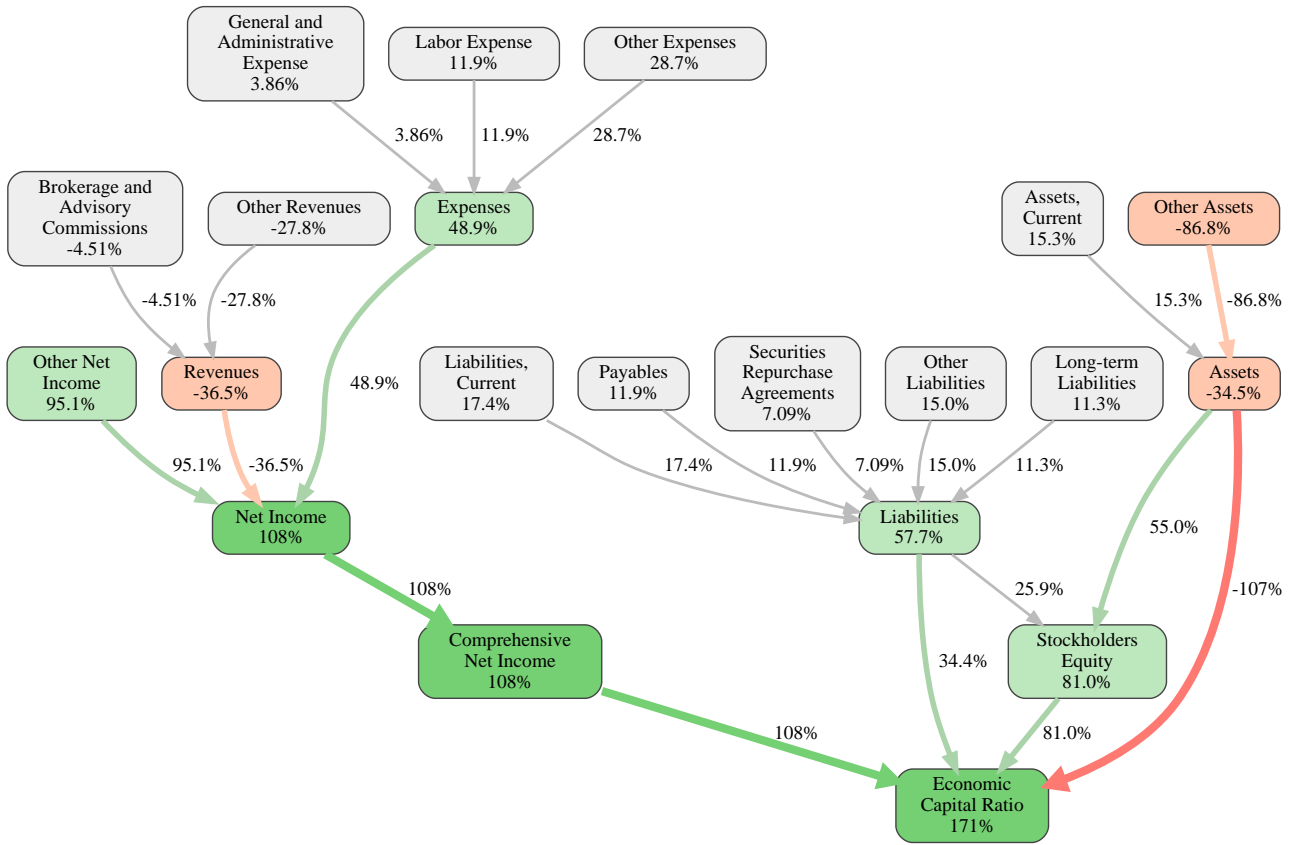 General and
Administrative
Expense
3.86%
Labor Expense
11.9%
Other Expenses
28.7%
3.86%
11.9%
28.7%
Brokerage and
Advisory
Commissions
-4.51%
Other Revenues
-27.8%
Expenses
48.9%
Assets,
Current
15.3%
Other Assets
-86.8%
-4.51%
-27.8%
15.3%
-86.8%
Other Net
Income
95.1%
Revenues
-36.5%
48.9%
Liabilities,
Current
17.4%
Payables
11.9%
Securities
Repurchase
Agreements
7.09%
Other
Liabilities
15.0%
Long-term
Liabilities
11.3%
Assets
-34.5%
95.1%
-36.5%
17.4%
11.9%
7.09%
15.0%
11.3%
Net Income
108%
Liabilities
57.7%
55.0%
108%
25.9%
-107%
Comprehensive
Net Income
108%
34.4%
Stockholders
Equity
81.0%
108%
81.0%
Economic
Capital Ratio
171%